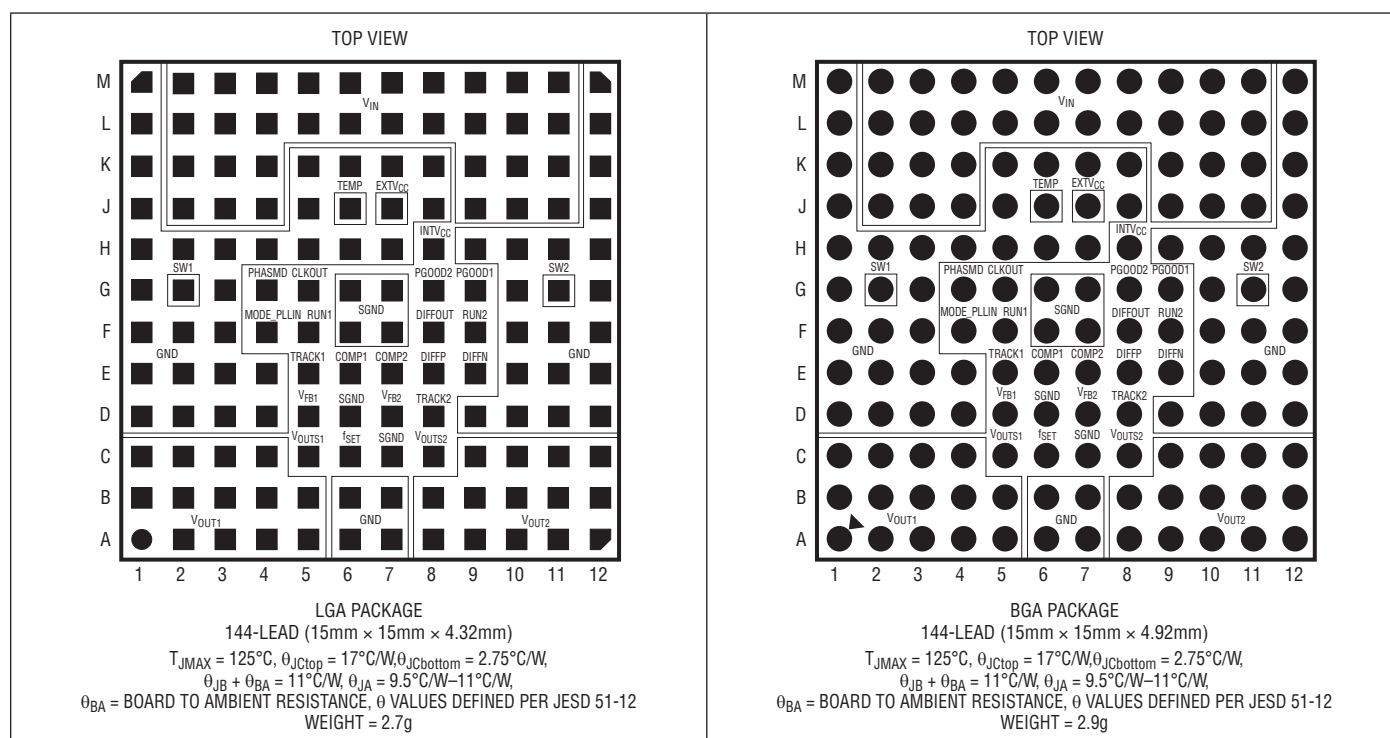 TOP VIEW
M
L
K
J
H
G
F
E
D
C
B
A
VIN
TEMP EXTVCC
INTVCC
SW1
PHASMD CLKOUT
PGOOD2 PGOOD1
SW2
SGND
MODE_PLLIN RUN1
DIFFOUT RUN2
GND
GND
TRACK1 COMP1 COMP2 DIFFP DIFFN
VFB1 SGND VFB2 TRACK2
VOUTS1 fSET SGND VOUTS2
VOUT1
GND
VOUT2
1 2 3 4 5 6 7 8 9 10 11 12
LGA PACKAGE
144-LEAD (15mm × 15mm × 4.32mm)
TJMAX = 125°C, θJCtop = 17°C/W,θJCbottom = 2.75°C/W,
θJB + θBA = 11°C/W, θJA = 9.5°C/W–11°C/W,
θBA = BOARD TO AMBIENT RESISTANCE, θ VALUES DEFINED PER JESD 51-12
WEIGHT = 2.7g
TOP VIEW
M
L
K
J
H
G
F
E
D
C
B
A
VIN
TEMP EXTVCC
INTVCC
SW1
PHASMD CLKOUT
PGOOD2 PGOOD1
SW2
SGND
MODE_PLLIN RUN1
DIFFOUT RUN2
GND
GND
TRACK1 COMP1 COMP2 DIFFP DIFFN
VFB1 SGND VFB2 TRACK2
VOUTS1 fSET SGND VOUTS2
VOUT1
GND
VOUT2
1 2 3 4 5 6 7 8 9 10 11 12
BGA PACKAGE
144-LEAD (15mm × 15mm × 4.92mm)
TJMAX = 125°C, θJCtop = 17°C/W,θJCbottom = 2.75°C/W,
θJB + θBA = 11°C/W, θJA = 9.5°C/W–11°C/W,
θBA = BOARD TO AMBIENT RESISTANCE, θ VALUES DEFINED PER JESD 51-12
WEIGHT = 2.9g